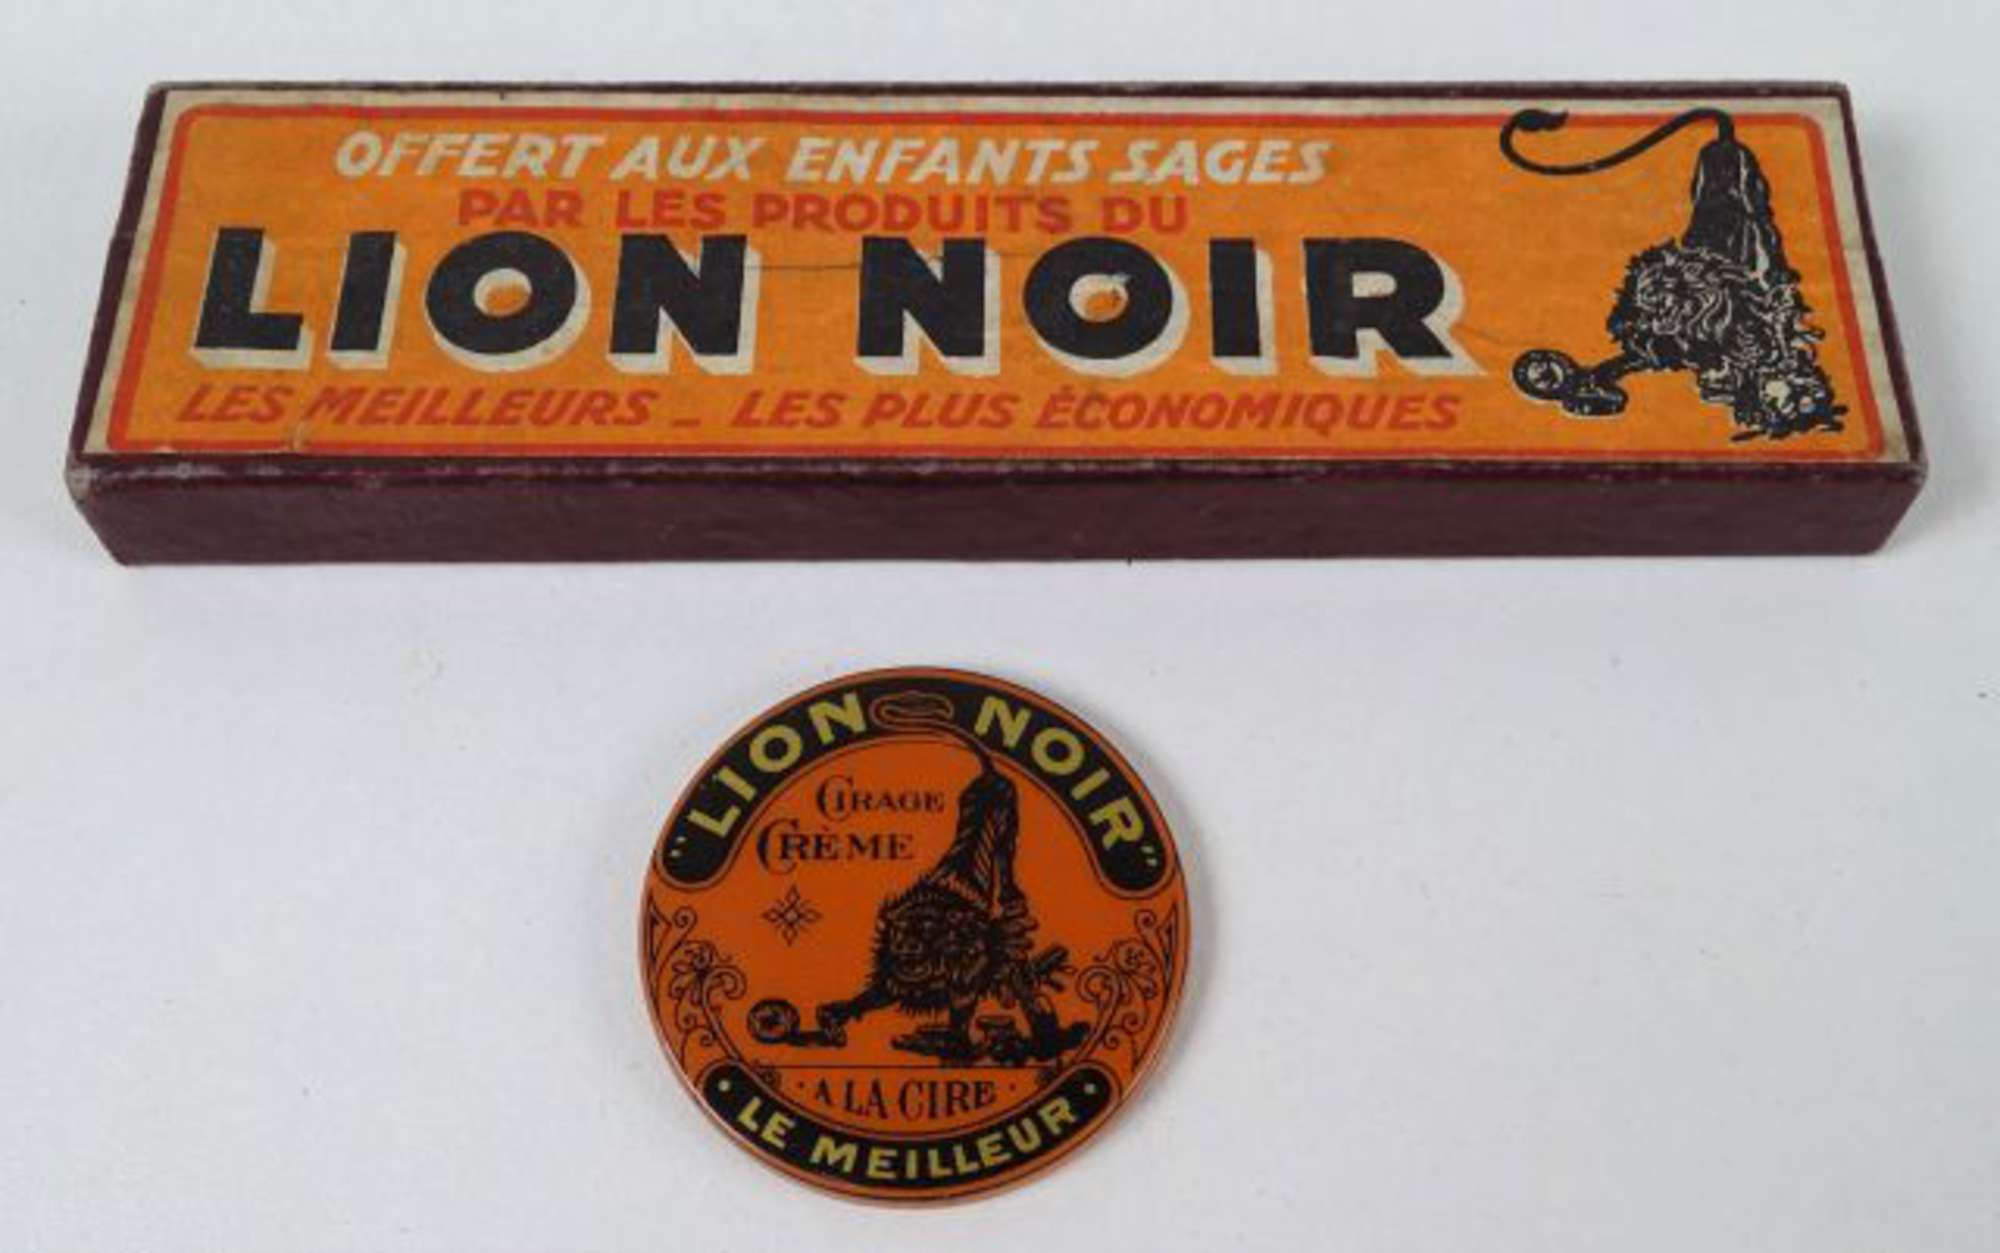 OFFERT AUX ENFANTS SAGES
PAR LES PRODUITS DU
LION NOIR
LES MEILLEURS - LES PLUS ÉCONOMIQUES
"LION NOIR"
CIRAGE
CRÈME
· A LA CIRE ·
· LE MEILLEUR ·